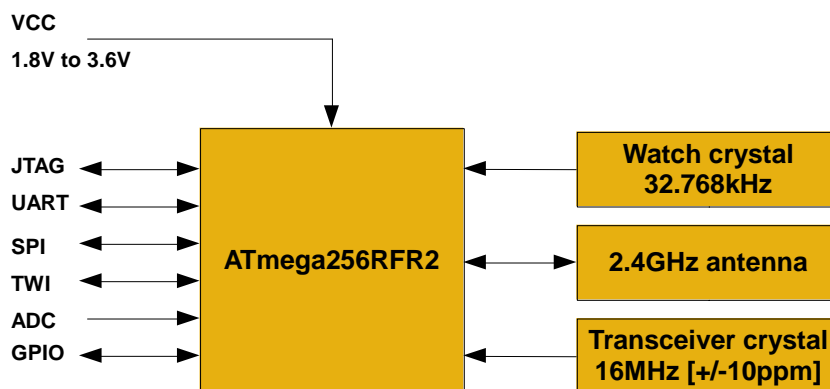 VCC
1.8V to 3.6V
JTAG
UART
SPI
TWI
ADC
GPIO
ATmega256RFR2
Watch crystal
32.768kHz
2.4GHz antenna
Transceiver crystal
16MHz [+/-10ppm]